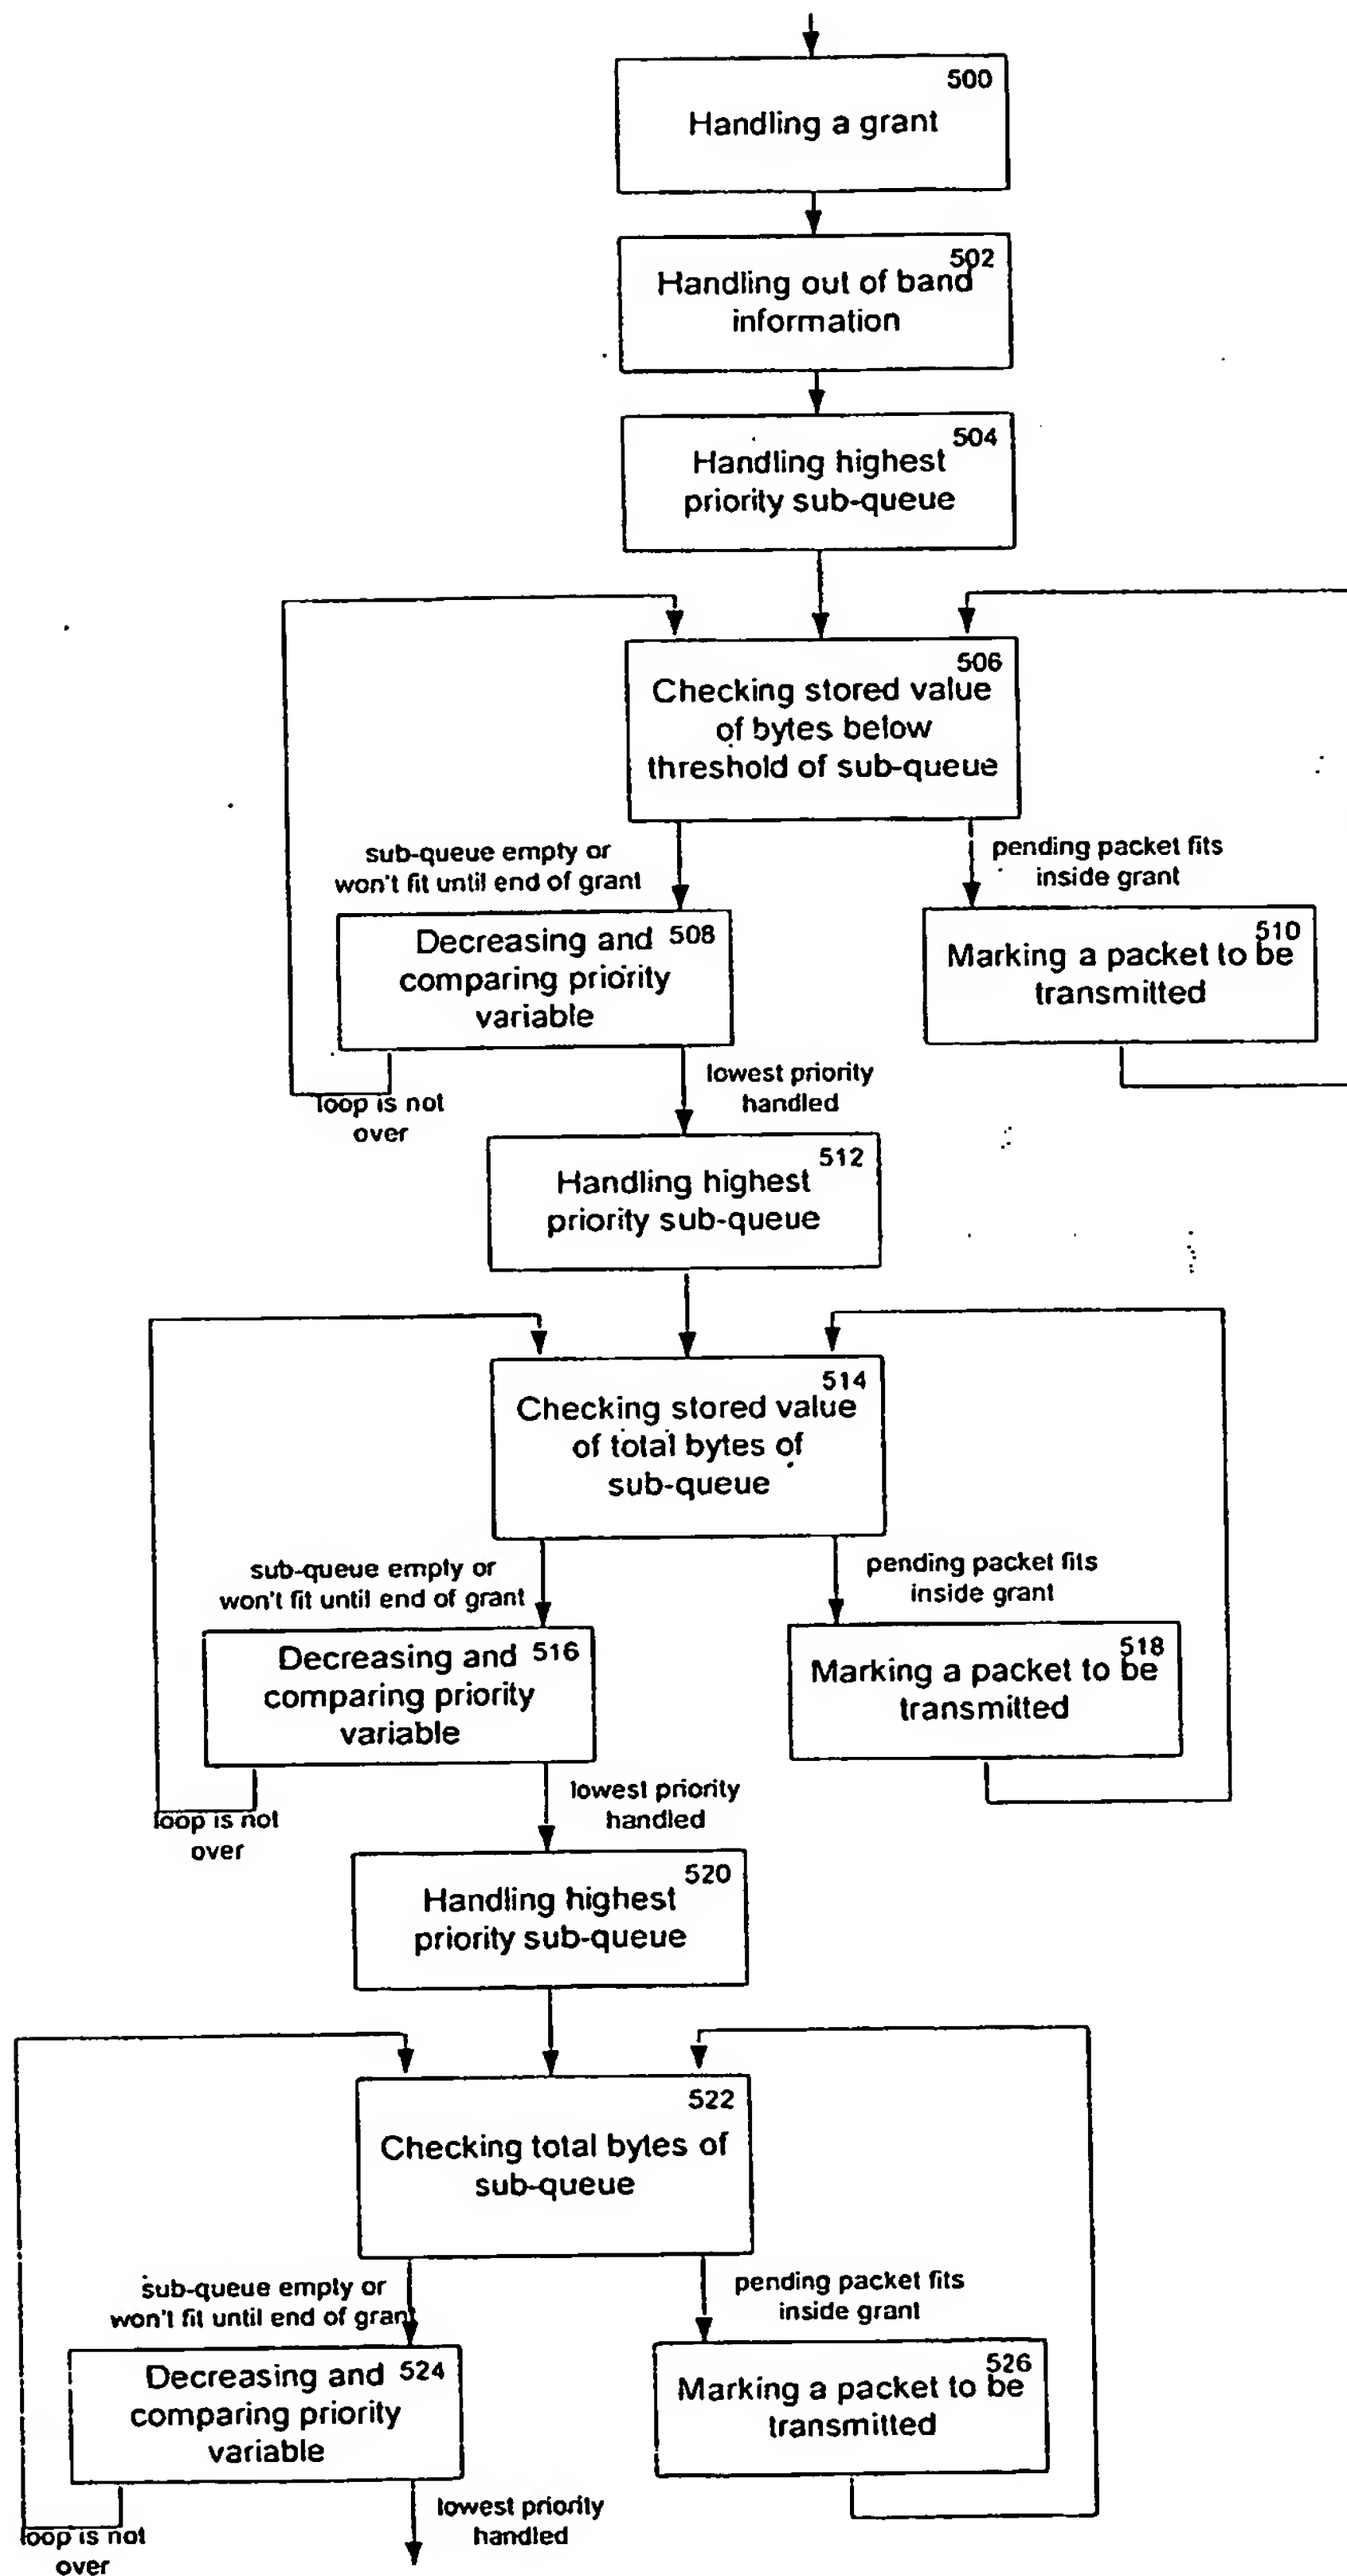 500
Handling a grant
502
Handling out of band
information
504
Handling highest
priority sub-queue
506
Checking stored value
of bytes below
threshold of sub-queue
sub-queue empty or
won't fit until end of grant
pending packet fits
inside grant
508
Decreasing and
comparing priority
variable
510
Marking a packet to be
transmitted
loop is not
over
lowest priority
handled
512
Handling highest
priority sub-queue
514
Checking stored value
of total bytes of
sub-queue
sub-queue empty or
won't fit until end of grant
pending packet fits
inside grant
516
Decreasing and
comparing priority
variable
518
Marking a packet to be
transmitted
loop is not
over
lowest priority
handled
520
Handling highest
priority sub-queue
522
Checking total bytes of
sub-queue
sub-queue empty or
won't fit until end of grant
pending packet fits
inside grant
524
Decreasing and
comparing priority
variable
526
Marking a packet to be
transmitted
loop is not
over
lowest priority
handled